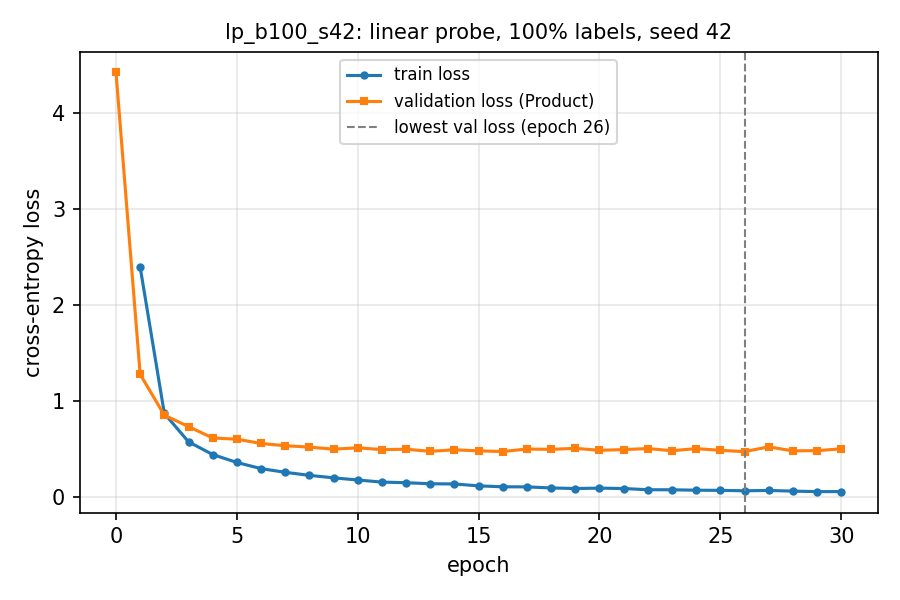 lp_b100_s42: linear probe, 100% labels, seed 42
train loss
validation loss (Product)
lowest val loss (epoch 26)
cross-entropy loss
4
3
2
1
0
0 5 10 15 20 25 30
epoch